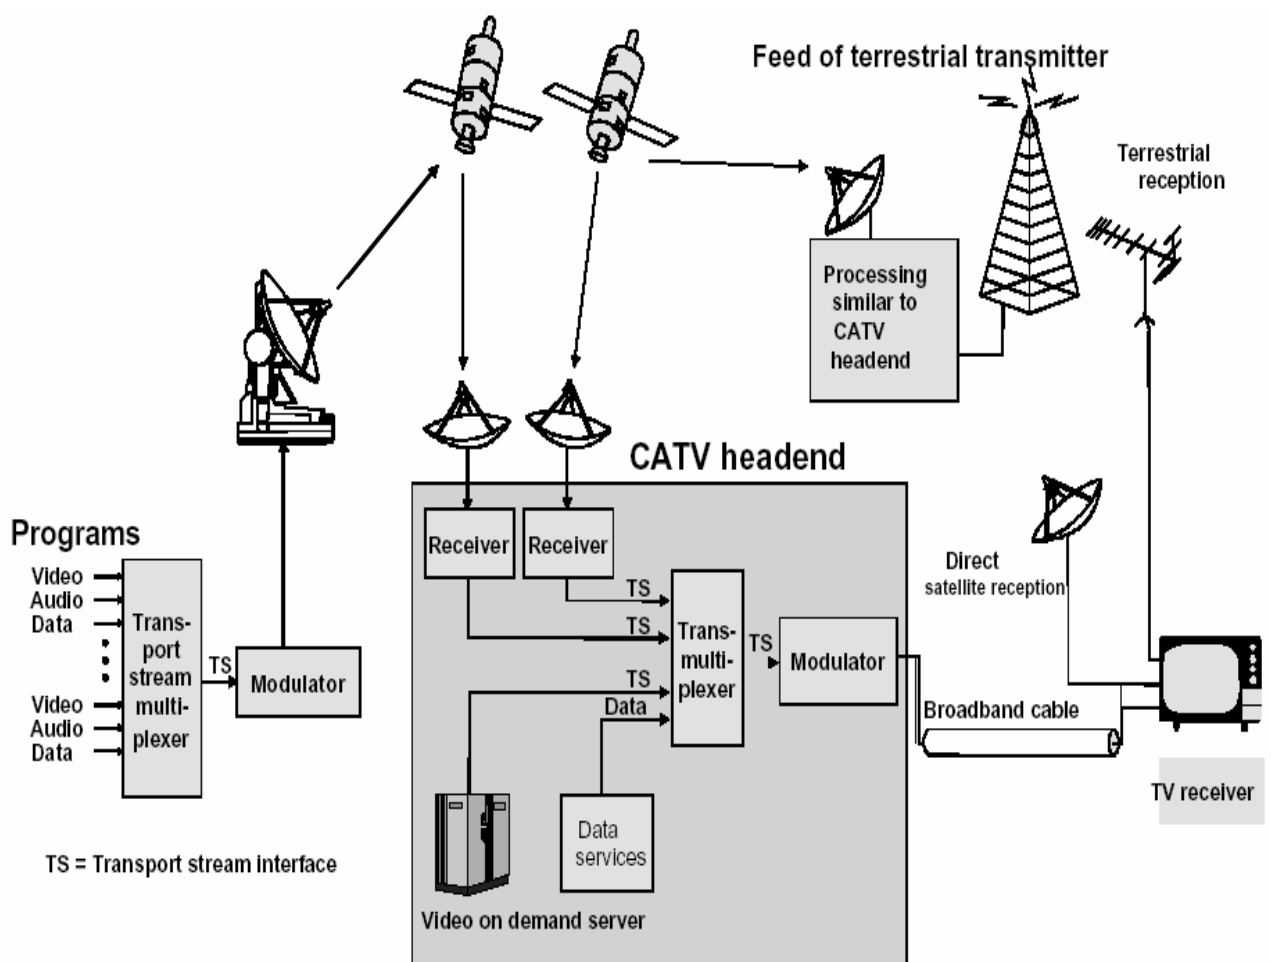 Feed of terrestrial transmitter
Terrestrial
reception
Processing
similar to
CATV
headend
CATV headend
Programs
Video
Audio
Data
Video
Audio
Data
Trans-
port
stream
multi-
plexer
TS
Modulator
Receiver
Receiver
TS
TS
TS
Data
Trans-
multi-
plexer
TS
Modulator
Direct
satellite reception
Broadband cable
TV receiver
Data
services
Video on demand server
TS = Transport stream interface